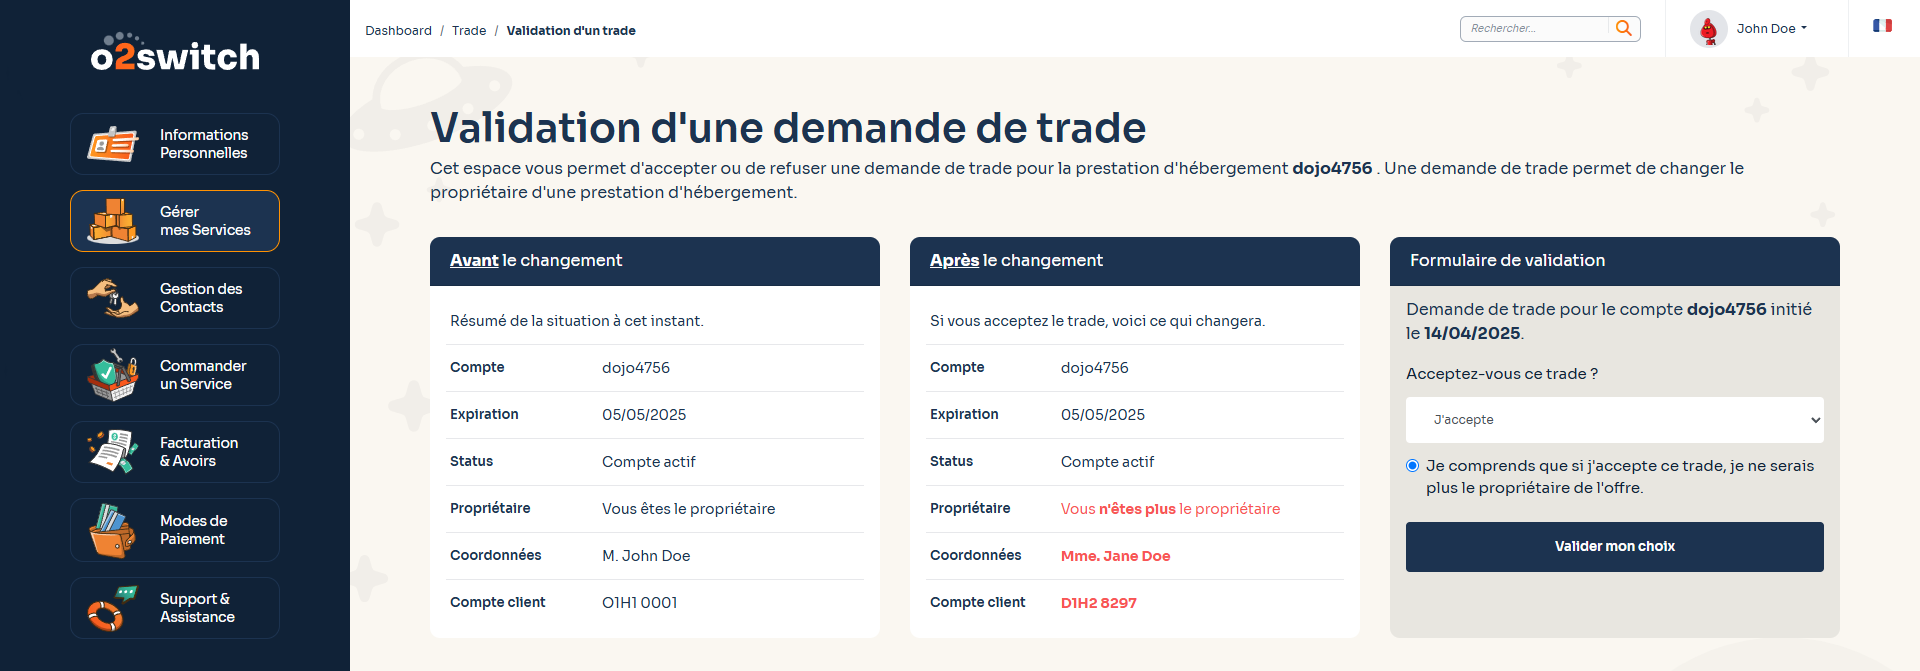 o2switch
Dashboard / Trade / Validation d'un trade
Rechercher...
John Doe
Informations
Personnelles
Gérer
mes Services
Gestion des
Contacts
Commander
un Service
Facturation
& Avoirs
Modes de
Paiement
Support &
Assistance
Validation d'une demande de trade
Cet espace vous permet d'accepter ou de refuser une demande de trade pour la prestation d'hébergement dojo4756 . Une demande de trade permet de changer le
propriétaire d'une prestation d'hébergement.
Avant le changement
Résumé de la situation à cet instant.
Compte dojo4756
Expiration 05/05/2025
Status Compte actif
Propriétaire Vous êtes le propriétaire
Coordonnées M. John Doe
Compte client O1H1 0001
Après le changement
Si vous acceptez le trade, voici ce qui changera.
Compte dojo4756
Expiration 05/05/2025
Status Compte actif
Propriétaire Vous n'êtes plus le propriétaire
Coordonnées Mme. Jane Doe
Compte client D1H2 8297
Formulaire de validation
Demande de trade pour le compte dojo4756 initié
le 14/04/2025.
Acceptez-vous ce trade ?
J'accepte
Je comprends que si j'accepte ce trade, je ne serais
plus le propriétaire de l'offre.
Valider mon choix